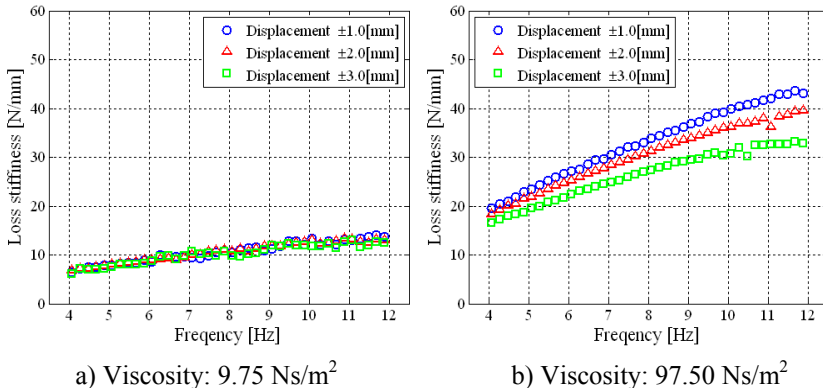 60
50
40
30
20
10
0
Loss stiffness [N/mm]
Displacement ±1.0[mm]
Displacement ±2.0[mm]
Displacement ±3.0[mm]
4 5 6 7 8 9 10 11 12
Freqency [Hz]
a) Viscosity: 9.75 Ns/m²
60
50
40
30
20
10
0
Loss stiffness [N/mm]
Displacement ±1.0[mm]
Displacement ±2.0[mm]
Displacement ±3.0[mm]
4 5 6 7 8 9 10 11 12
Freqency [Hz]
b) Viscosity: 97.50 Ns/m²